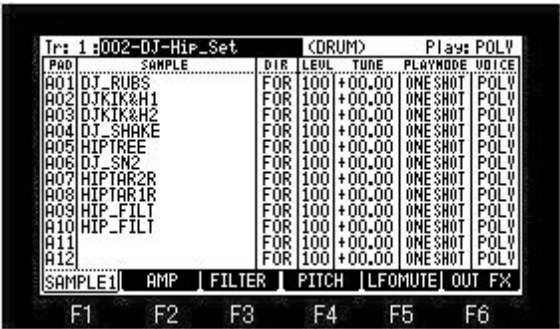 Tr: 1:002-DJ-Hip_Set (DRUM) Play: POLY
PAD SAMPLE DIR LEVL TUNE PLAYMODE VOICE
A01 DJ_RUBS FOR 100 +00.00 ONESHOT POLY
A02 DJKIK&H1 FOR 100 +00.00 ONESHOT POLY
A03 DJKIK&H2 FOR 100 +00.00 ONESHOT POLY
A04 DJ_SHAKE FOR 100 +00.00 ONESHOT POLY
A05 HIPTREE FOR 100 +00.00 ONESHOT POLY
A06 DJ_SN2 FOR 100 +00.00 ONESHOT POLY
A07 HIPTAR2R FOR 100 +00.00 ONESHOT POLY
A08 HIPTAR1R FOR 100 +00.00 ONESHOT POLY
A09 HIP_FILT FOR 100 +00.00 ONESHOT POLY
A10 HIP_FILT FOR 100 +00.00 ONESHOT POLY
A11 FOR 100 +00.00 ONESHOT POLY
A12 FOR 100 +00.00 ONESHOT POLY
SAMPLE1 AMP FILTER PITCH LFOMUTE OUT FX
F1 F2 F3 F4 F5 F6